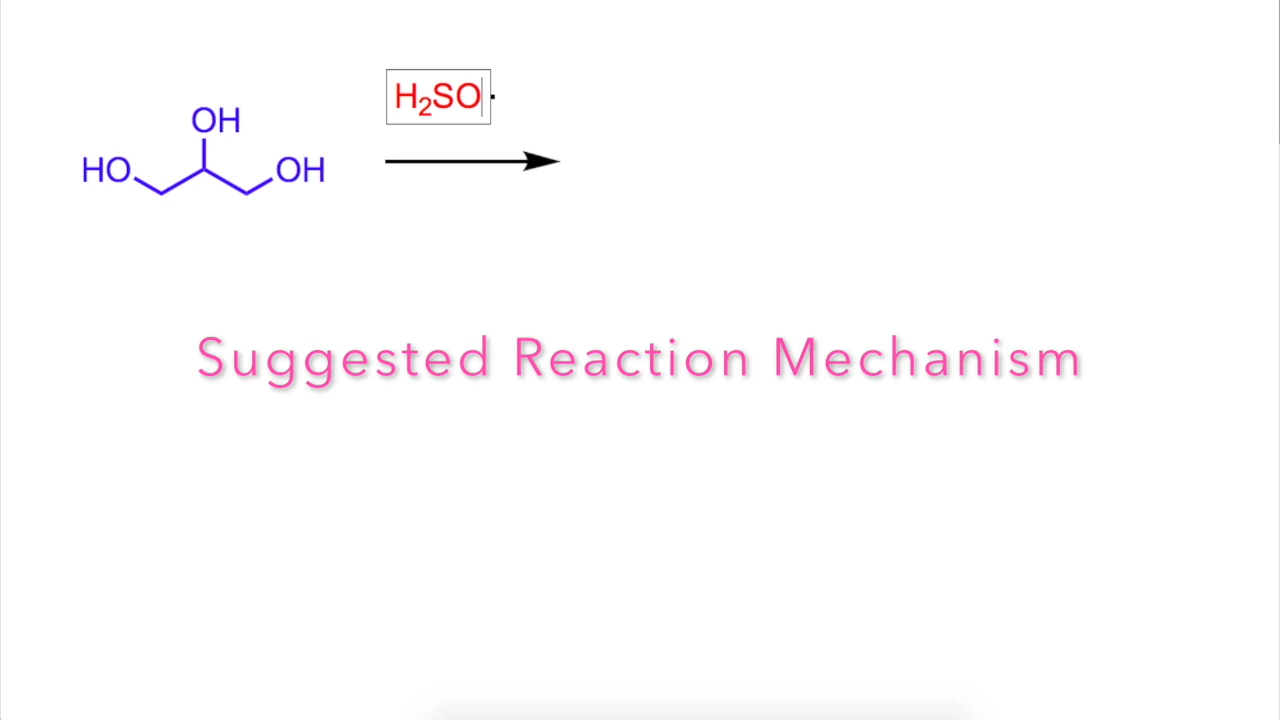 H₂SO
OH
HO
OH
Suggested Reaction Mechanism